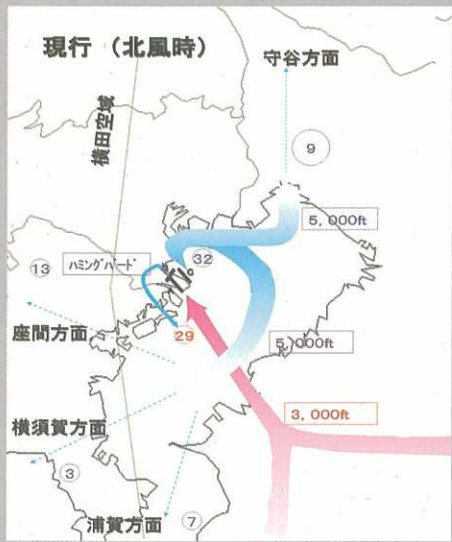 現行 (北風時)
守谷方面
横田空域
9
5, 000ft
32
13
ハミングバード
座間方面
29
5, 000ft
3, 000ft
横須賀方面
3
浦賀方面
7